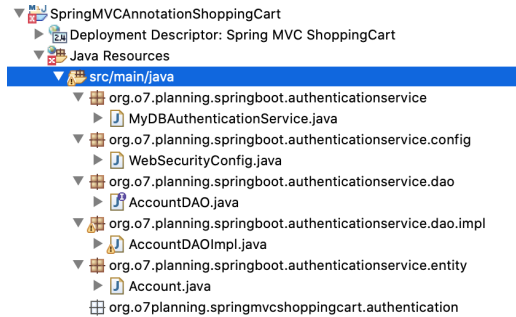 SpringMVCAnnotationShoppingCart
Deployment Descriptor: Spring MVC ShoppingCart
Java Resources
src/main/java
org.o7.planning.springboot.authenticationservice
MyDBAuthenticationService.java
org.o7.planning.springboot.authenticationservice.config
WebSecurityConfig.java
org.o7.planning.springboot.authenticationservice.dao
AccountDAO.java
org.o7.planning.springboot.authenticationservice.dao.impl
AccountDAOImpl.java
org.o7.planning.springboot.authenticationservice.entity
Account.java
org.o7planning.springmvcshoppingcart.authentication